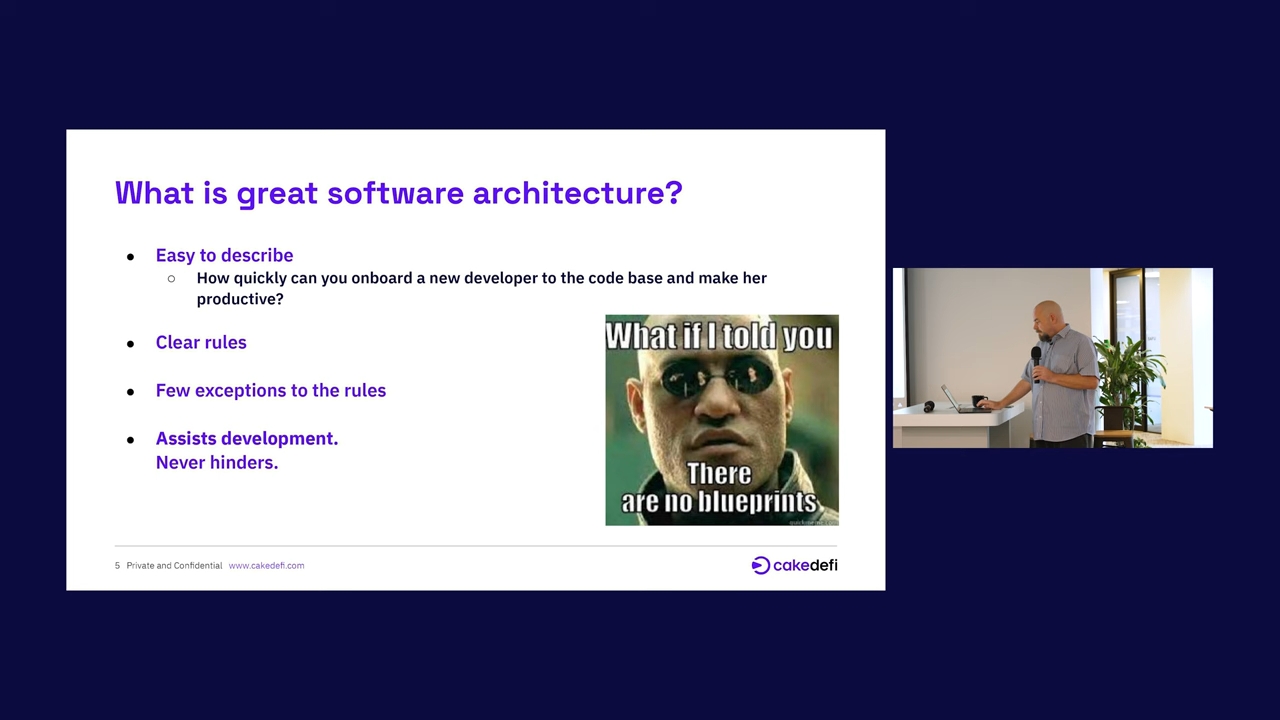 What is great software architecture?
● Easy to describe
○ How quickly can you onboard a new developer to the code base and make her
productive?
● Clear rules
● Few exceptions to the rules
● Assists development.
Never hinders.
What if I told you
There
are no blueprints
5 Private and Confidential www.cakedefi.com
cakedefi